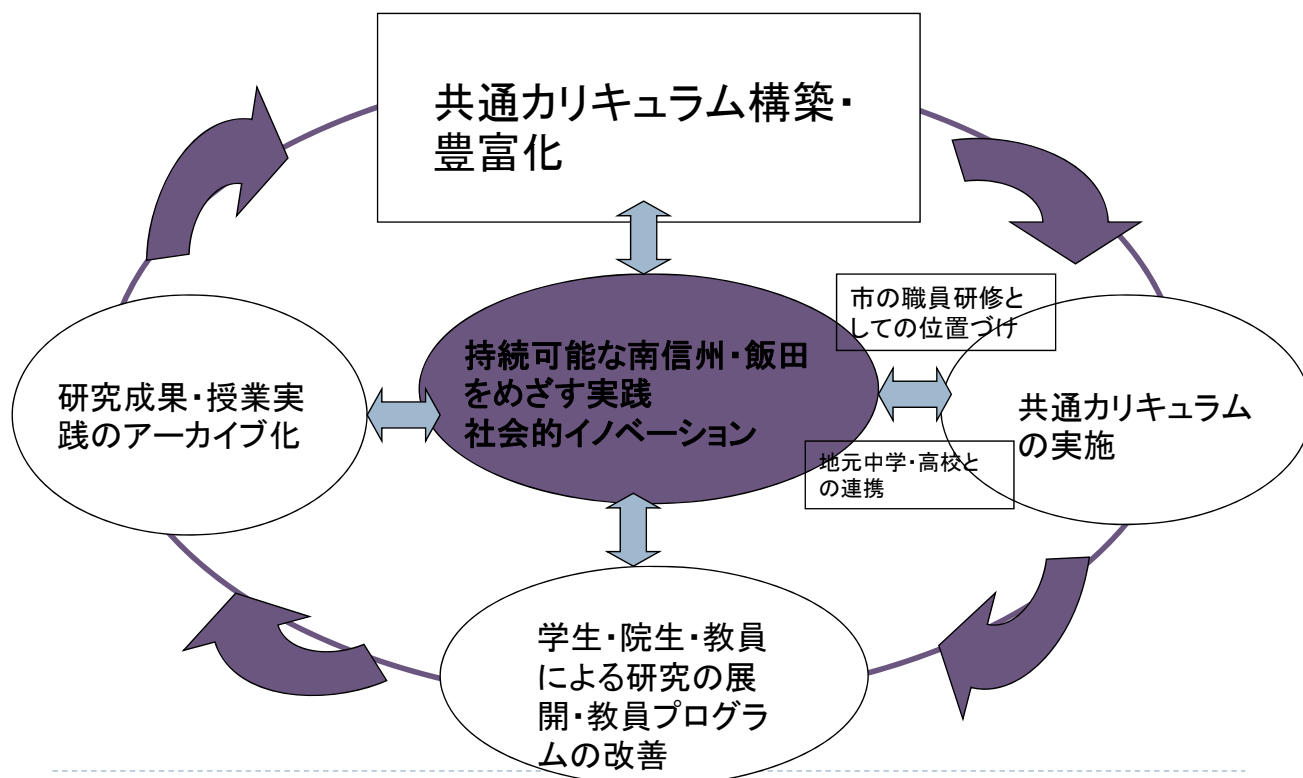 共通カリキュラム構築・
豊富化
市の職員研修と
しての位置づけ
持続可能な南信州・飯田
をめざす実践
社会的イノベーション
研究成果・授業実
践のアーカイブ化
共通カリキュラム
の実施
地元中学・高校と
の連携
学生・院生・教員
による研究の展
開・教員プログラ
ムの改善